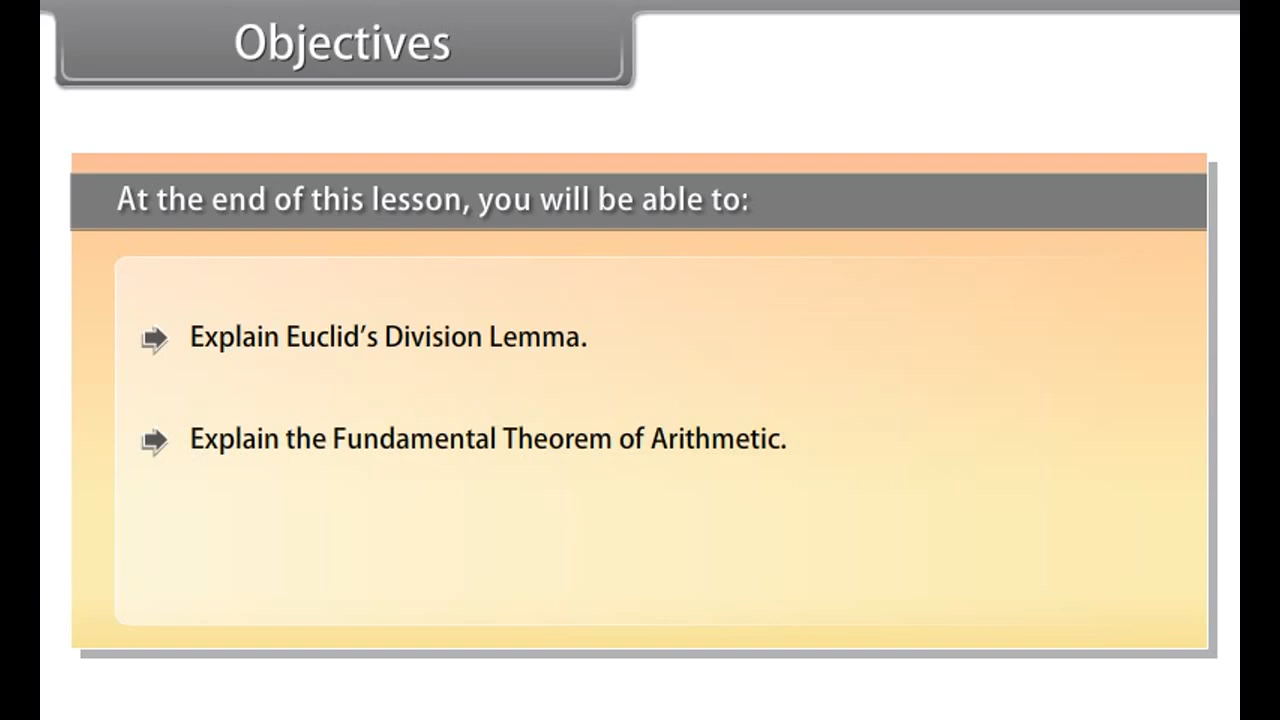 Objectives
At the end of this lesson, you will be able to:
Explain Euclid’s Division Lemma.
Explain the Fundamental Theorem of Arithmetic.